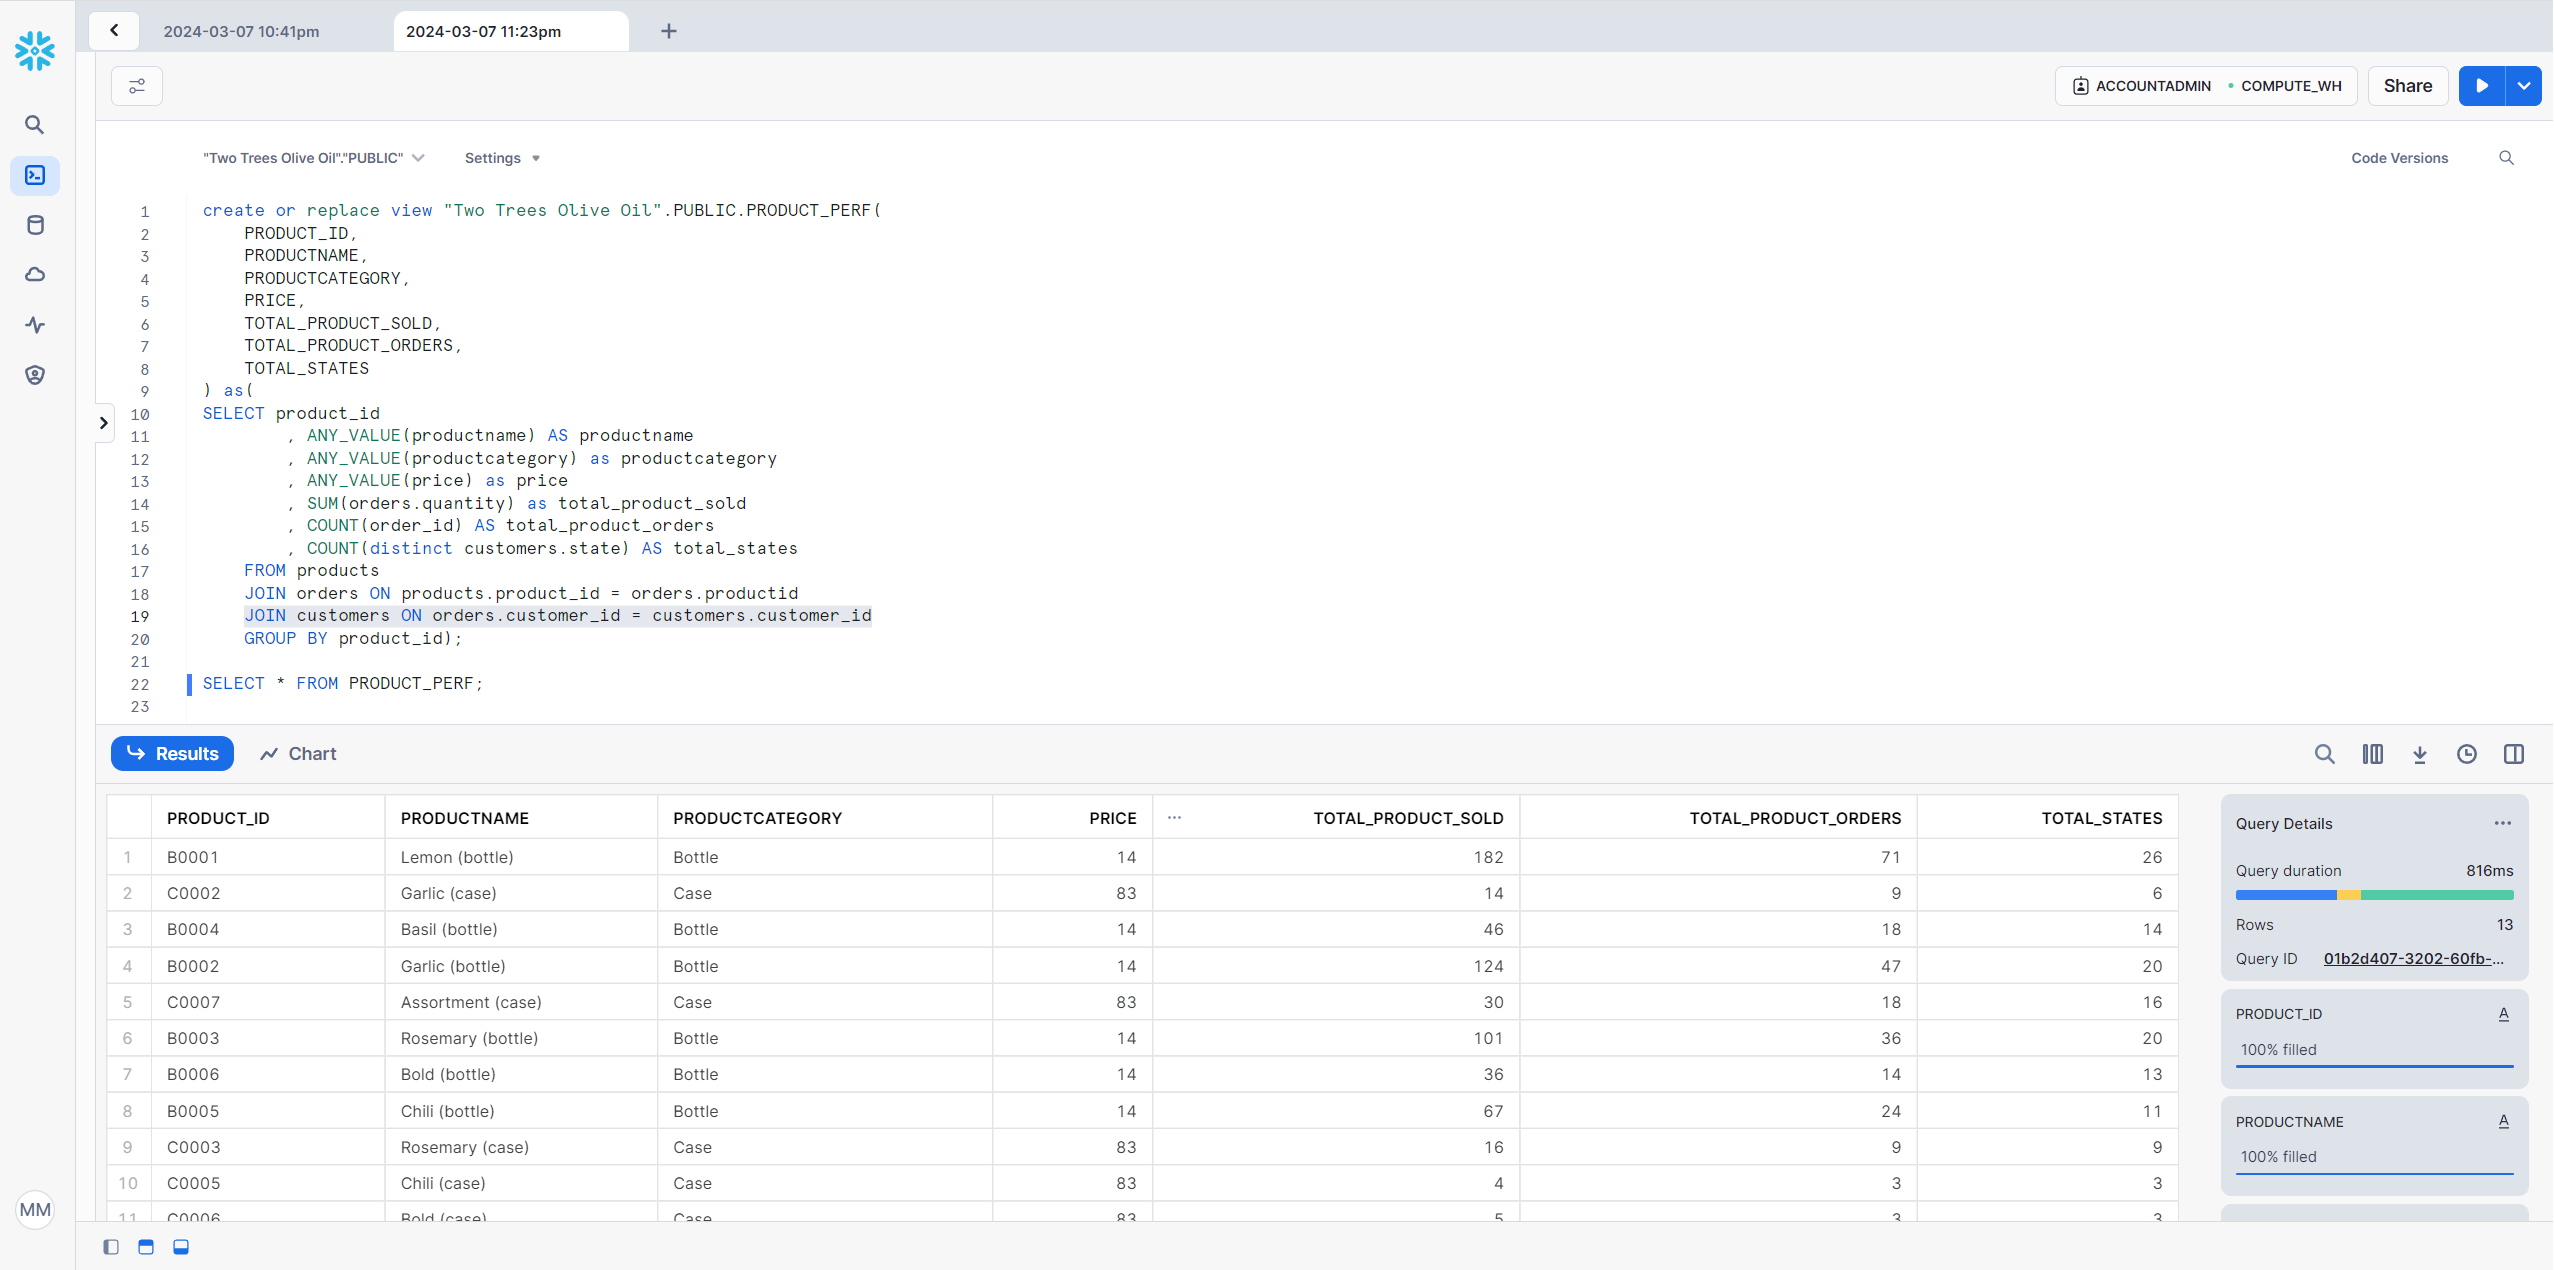 2024-03-07 10:41pm
2024-03-07 11:23pm
ACCOUNTADMIN COMPUTE_WH
Share
"Two Trees Olive Oil"."PUBLIC"
Settings
Code Versions
1 create or replace view "Two Trees Olive Oil".PUBLIC.PRODUCT_PERF(
2 PRODUCT_ID,
3 PRODUCTNAME,
4 PRODUCTCATEGORY,
5 PRICE,
6 TOTAL_PRODUCT_SOLD,
7 TOTAL_PRODUCT_ORDERS,
8 TOTAL_STATES
9 ) as(
10 SELECT product_id
11 , ANY_VALUE(productname) AS productname
12 , ANY_VALUE(productcategory) as productcategory
13 , ANY_VALUE(price) as price
14 , SUM(orders.quantity) as total_product_sold
15 , COUNT(order_id) AS total_product_orders
16 , COUNT(distinct customers.state) AS total_states
17 FROM products
18 JOIN orders ON products.product_id = orders.productid
19 JOIN customers ON orders.customer_id = customers.customer_id
20 GROUP BY product_id);
21
22 SELECT * FROM PRODUCT_PERF;
23
Results
Chart
PRODUCT_ID PRODUCTNAME PRODUCTCATEGORY PRICE ... TOTAL_PRODUCT_SOLD TOTAL_PRODUCT_ORDERS TOTAL_STATES
1 B0001 Lemon (bottle) Bottle 14 182 71 26
2 C0002 Garlic (case) Case 83 14 9 6
3 B0004 Basil (bottle) Bottle 14 46 18 14
4 B0002 Garlic (bottle) Bottle 14 124 47 20
5 C0007 Assortment (case) Case 83 30 18 16
6 B0003 Rosemary (bottle) Bottle 14 101 36 20
7 B0006 Bold (bottle) Bottle 14 36 14 13
8 B0005 Chili (bottle) Bottle 14 67 24 11
9 C0003 Rosemary (case) Case 83 16 9 9
10 C0005 Chili (case) Case 83 4 3 3
11 C0006 Bold (case) Case 83 5 3 3
Query Details ...
Query duration 816ms
Rows 13
Query ID 01b2d407-3202-60fb-...
PRODUCT_ID A
100% filled
PRODUCTNAME A
100% filled
MM